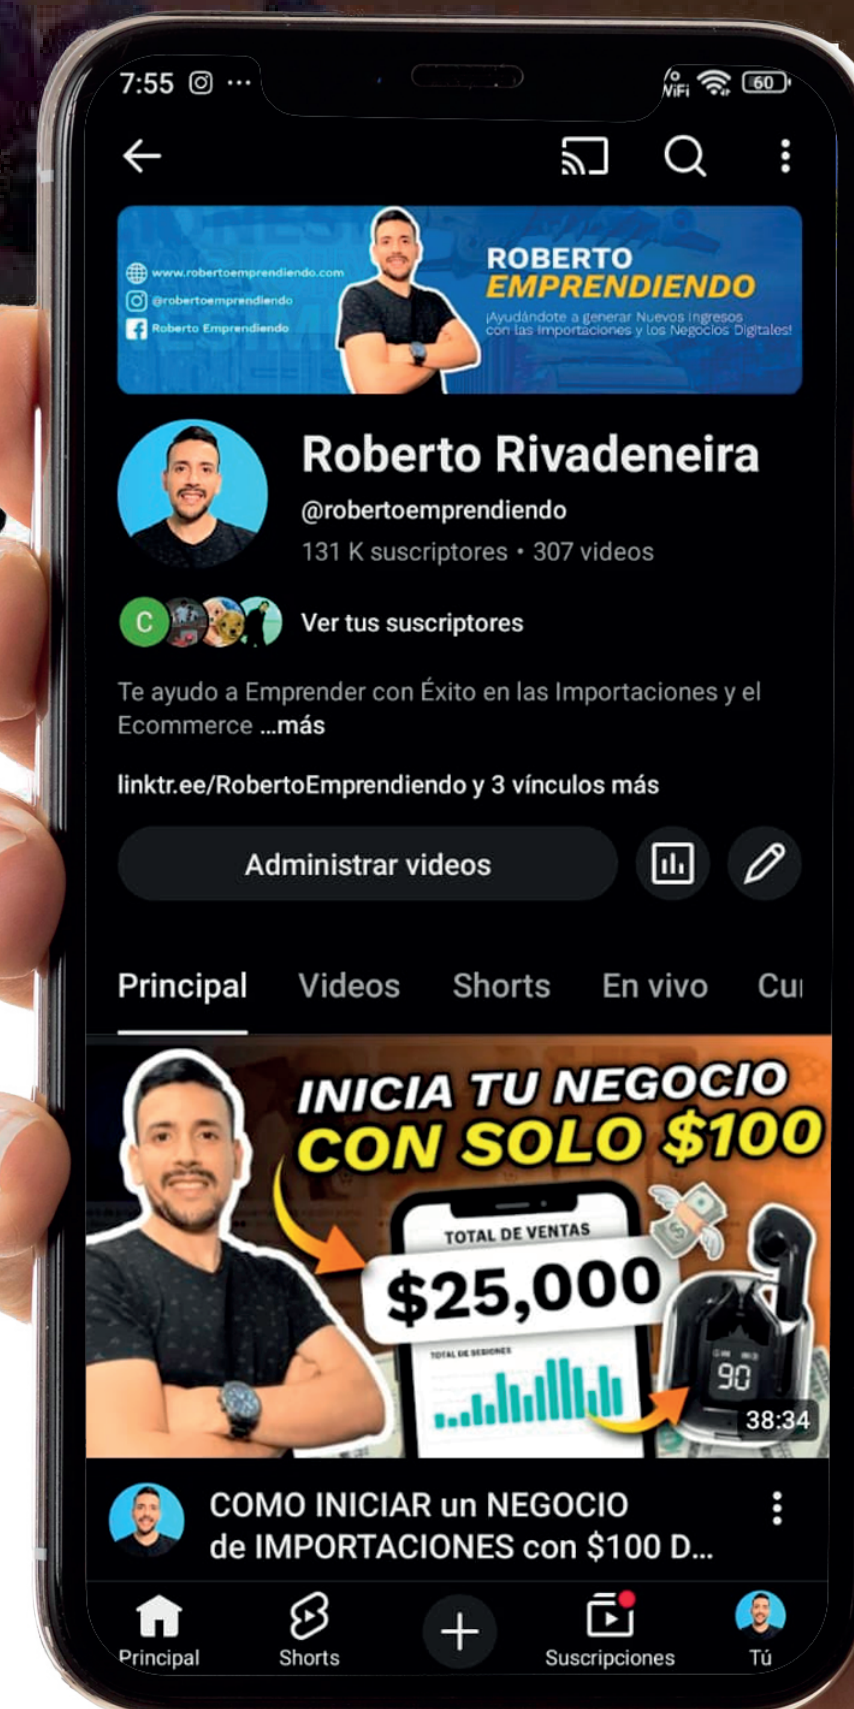 7:55
Vo
WiFi
60
www.robertoemprendiendo.com
@robertoemprendiendo
Roberto Emprendiendo
ROBERTO
EMPRENDIENDO
¡Ayudándote a generar Nuevos Ingresos
con las Importaciones y los Negocios Digitales!
Roberto Rivadeneira
@robertoemprendiendo
131 K suscriptores • 307 videos
C
Ver tus suscriptores
Te ayudo a Emprender con Éxito en las Importaciones y el
Ecommerce ...más
linktr.ee/RobertoEmprendiendo y 3 vínculos más
Administrar videos
Principal Videos Shorts En vivo Cur
INICIA TU NEGOCIO
CON SOLO $100
TOTAL DE VENTAS
$25,000
TOTAL DE SESIONES
90
38:34
COMO INICIAR un NEGOCIO
de IMPORTACIONES con $100 D...
Principal Shorts Suscripciones Tú